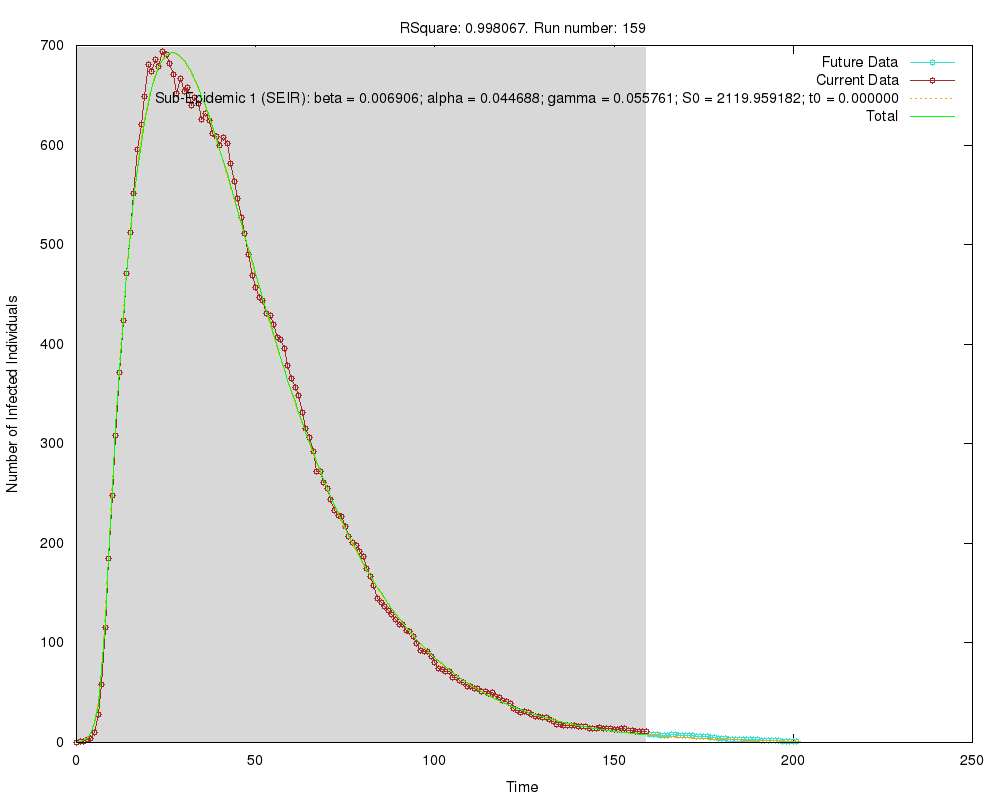 RSquare: 0.998067. Run number: 159
Number of Infected Individuals
700
600
500
400
300
200
100
0
Future Data
Current Data
Sub-Epidemic 1 (SEIR): beta = 0.006906; alpha = 0.044688; gamma = 0.055761; S0 = 2119.959182; t0 = 0.000000
Total
0 50 100 150 200 250
Time